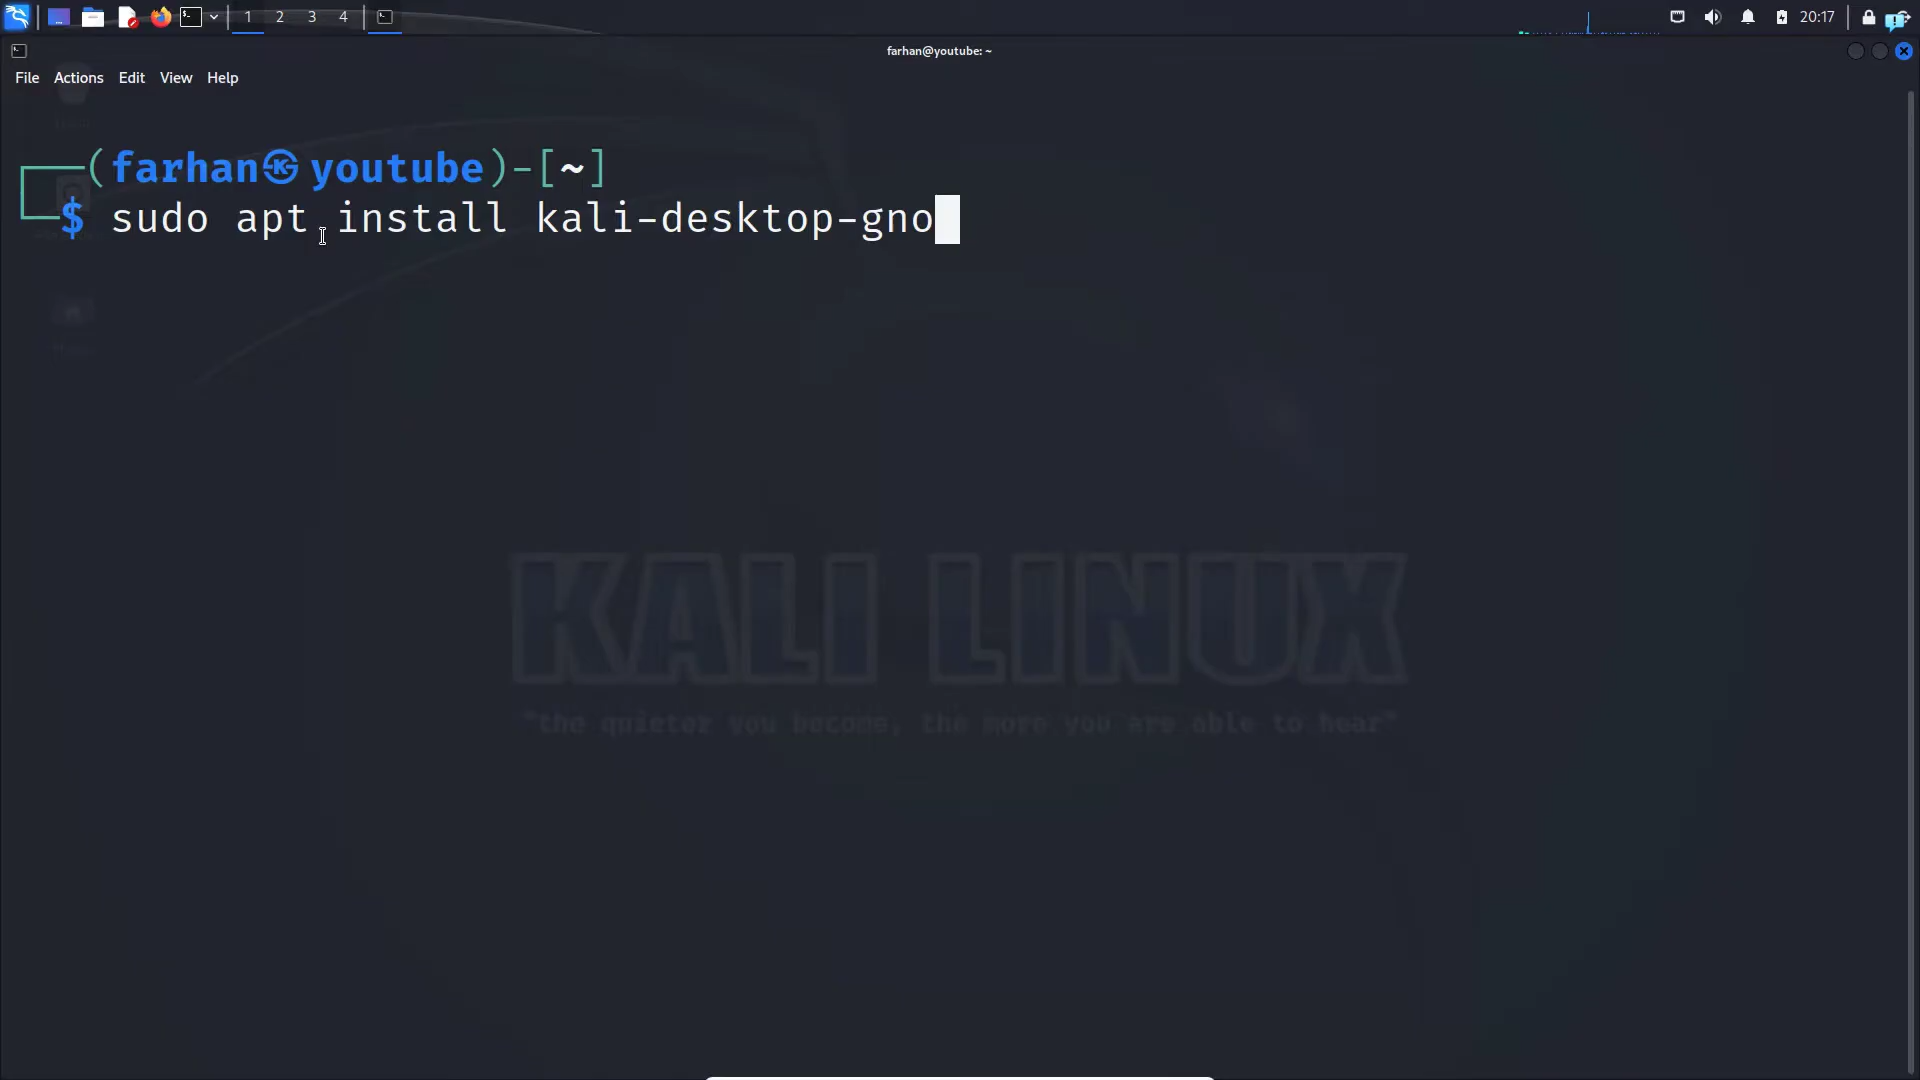 1 2 3 4 20:17
farhan@youtube: ~
File Actions Edit View Help
(farhan㉿youtube)-[~]
$ sudo apt install kali-desktop-gno
KALI LINUX
"the quieter you become, the more you are able to hear"